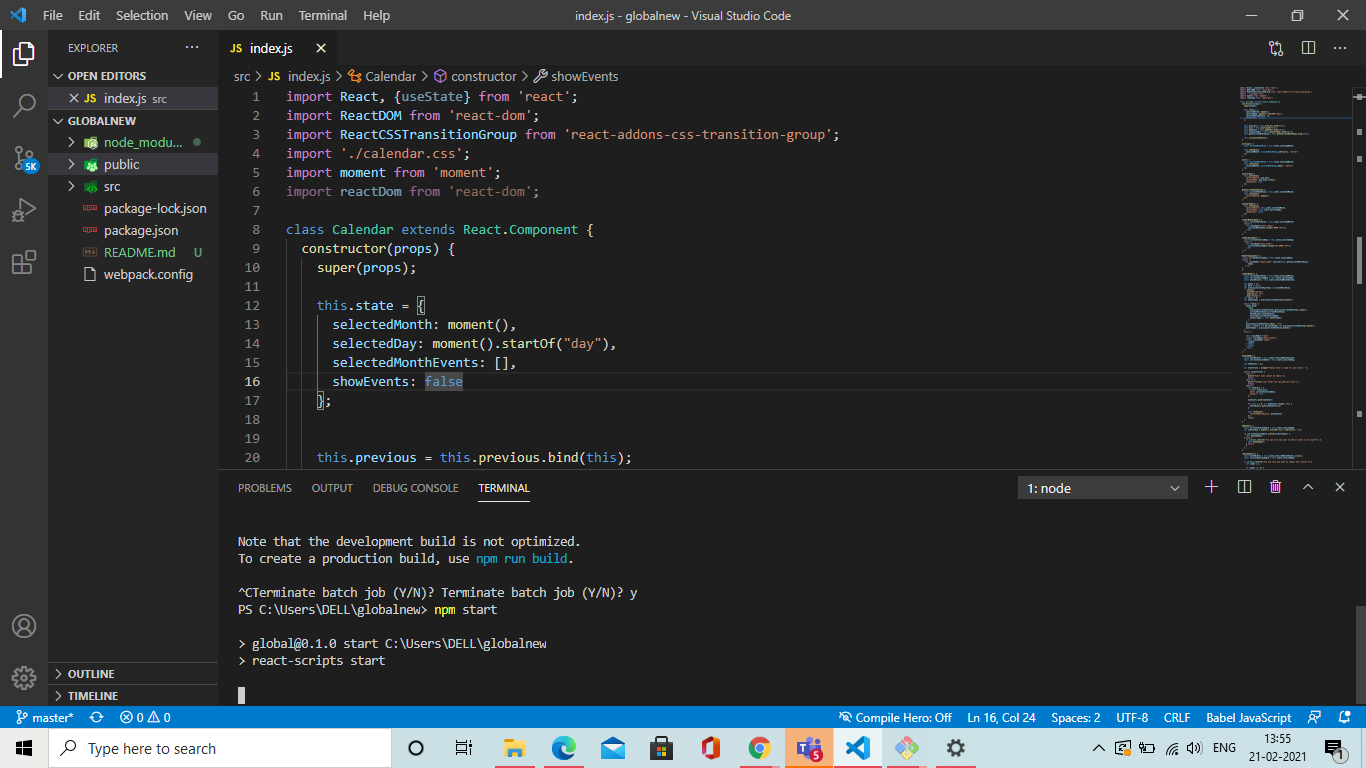 File Edit Selection View Go Run Terminal Help
index.js - globalnew - Visual Studio Code
EXPLORER
OPEN EDITORS
JS index.js src
GLOBALNEW
node_modu...
public
src
package-lock.json
package.json
README.md U
webpack.config
OUTLINE
TIMELINE
5K
JS index.js
src > JS index.js > Calendar > constructor > showEvents
1 import React, {useState} from 'react';
2 import ReactDOM from 'react-dom';
3 import ReactCSSTransitionGroup from 'react-addons-css-transition-group';
4 import './calendar.css';
5 import moment from 'moment';
6 import reactDom from 'react-dom';
7
8 class Calendar extends React.Component {
9 constructor(props) {
10 super(props);
11
12 this.state = {
13 selectedMonth: moment(),
14 selectedDay: moment().startOf("day"),
15 selectedMonthEvents: [],
16 showEvents: false
17 };
18
19
20 this.previous = this.previous.bind(this);
PROBLEMS OUTPUT DEBUG CONSOLE TERMINAL
1: node
Note that the development build is not optimized.
To create a production build, use npm run build.
^CTerminate batch job (Y/N)? Terminate batch job (Y/N)? y
PS C:\Users\DELL\globalnew> npm start
> global@0.1.0 start C:\Users\DELL\globalnew
> react-scripts start
master* 0 0
Compile Hero: Off Ln 16, Col 24 Spaces: 2 UTF-8 CRLF Babel JavaScript
Type here to search
5
ENG
13:55
21-02-2021
1